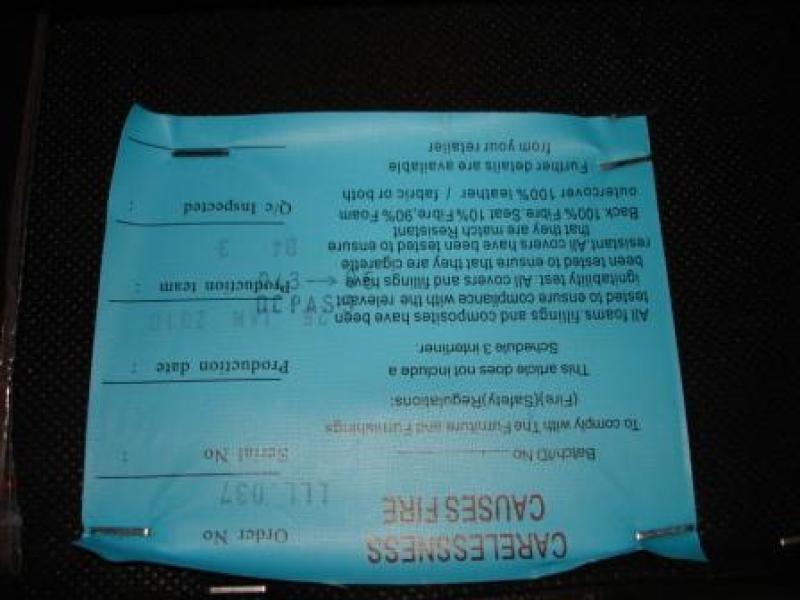 CARELESSNESS
CAUSES FIRE
Batch/ID No
To comply with The Furniture and Furnishings
(Fire)(Safety)(Regulations:
This article does not include a
Schedule 3 interliner.
All foams, fillings and composites have been
tested to ensure compliance with the relevant
ignitability test. All covers and fillings have
been tested to ensure that they are cigarette
resistant. All covers have been tested to ensure
that they are match Resistant
Back 100% Fibre Seat 10% Fibre, 90% Foam
outercover 100% leather / fabric or both
Further details are available
from your retailer
Order No
LLL 037
Serial No :
Production date :
26 JAN 2010
QC PASS
Production team :
Q/c Inspected :